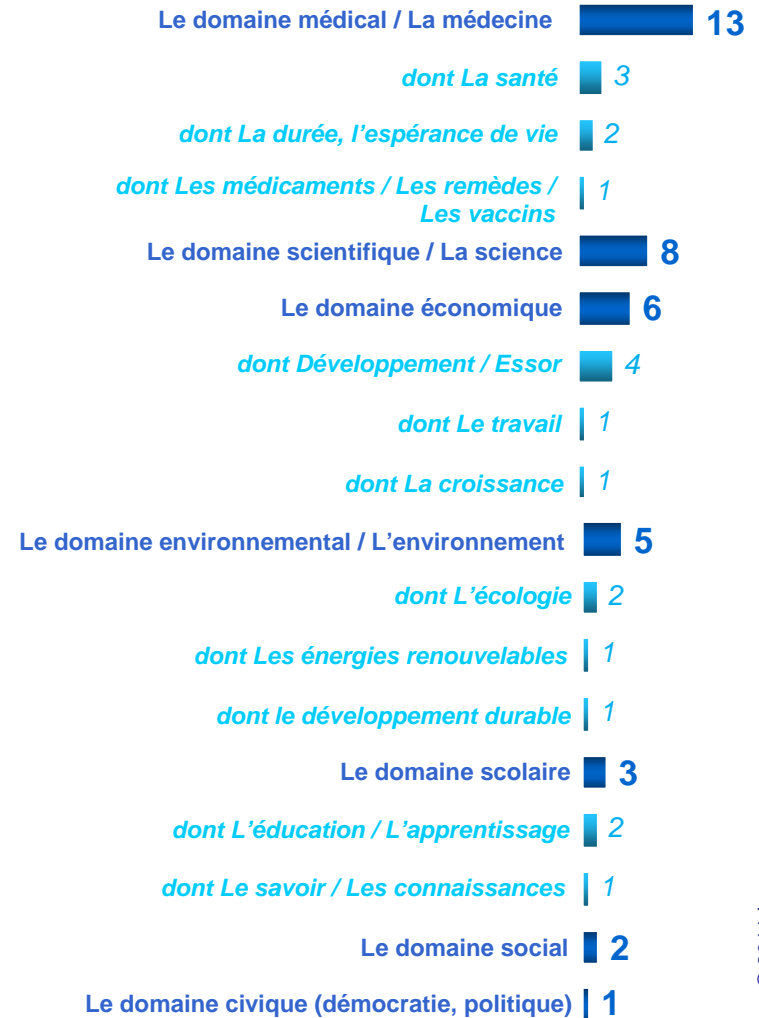 Le domaine médical / La médecine 13
dont La santé 3
dont La durée, l’espérance de vie 2
dont Les médicaments / Les remèdes /
Les vaccins 1
Le domaine scientifique / La science 8
Le domaine économique 6
dont Développement / Essor 4
dont Le travail 1
dont La croissance 1
Le domaine environnemental / L’environnement 5
dont L’écologie 2
dont Les énergies renouvelables 1
dont le développement durable 1
Le domaine scolaire 3
dont L’éducation / L’apprentissage 2
dont Le savoir / Les connaissances 1
Le domaine social 2
Le domaine civique (démocratie, politique) 1